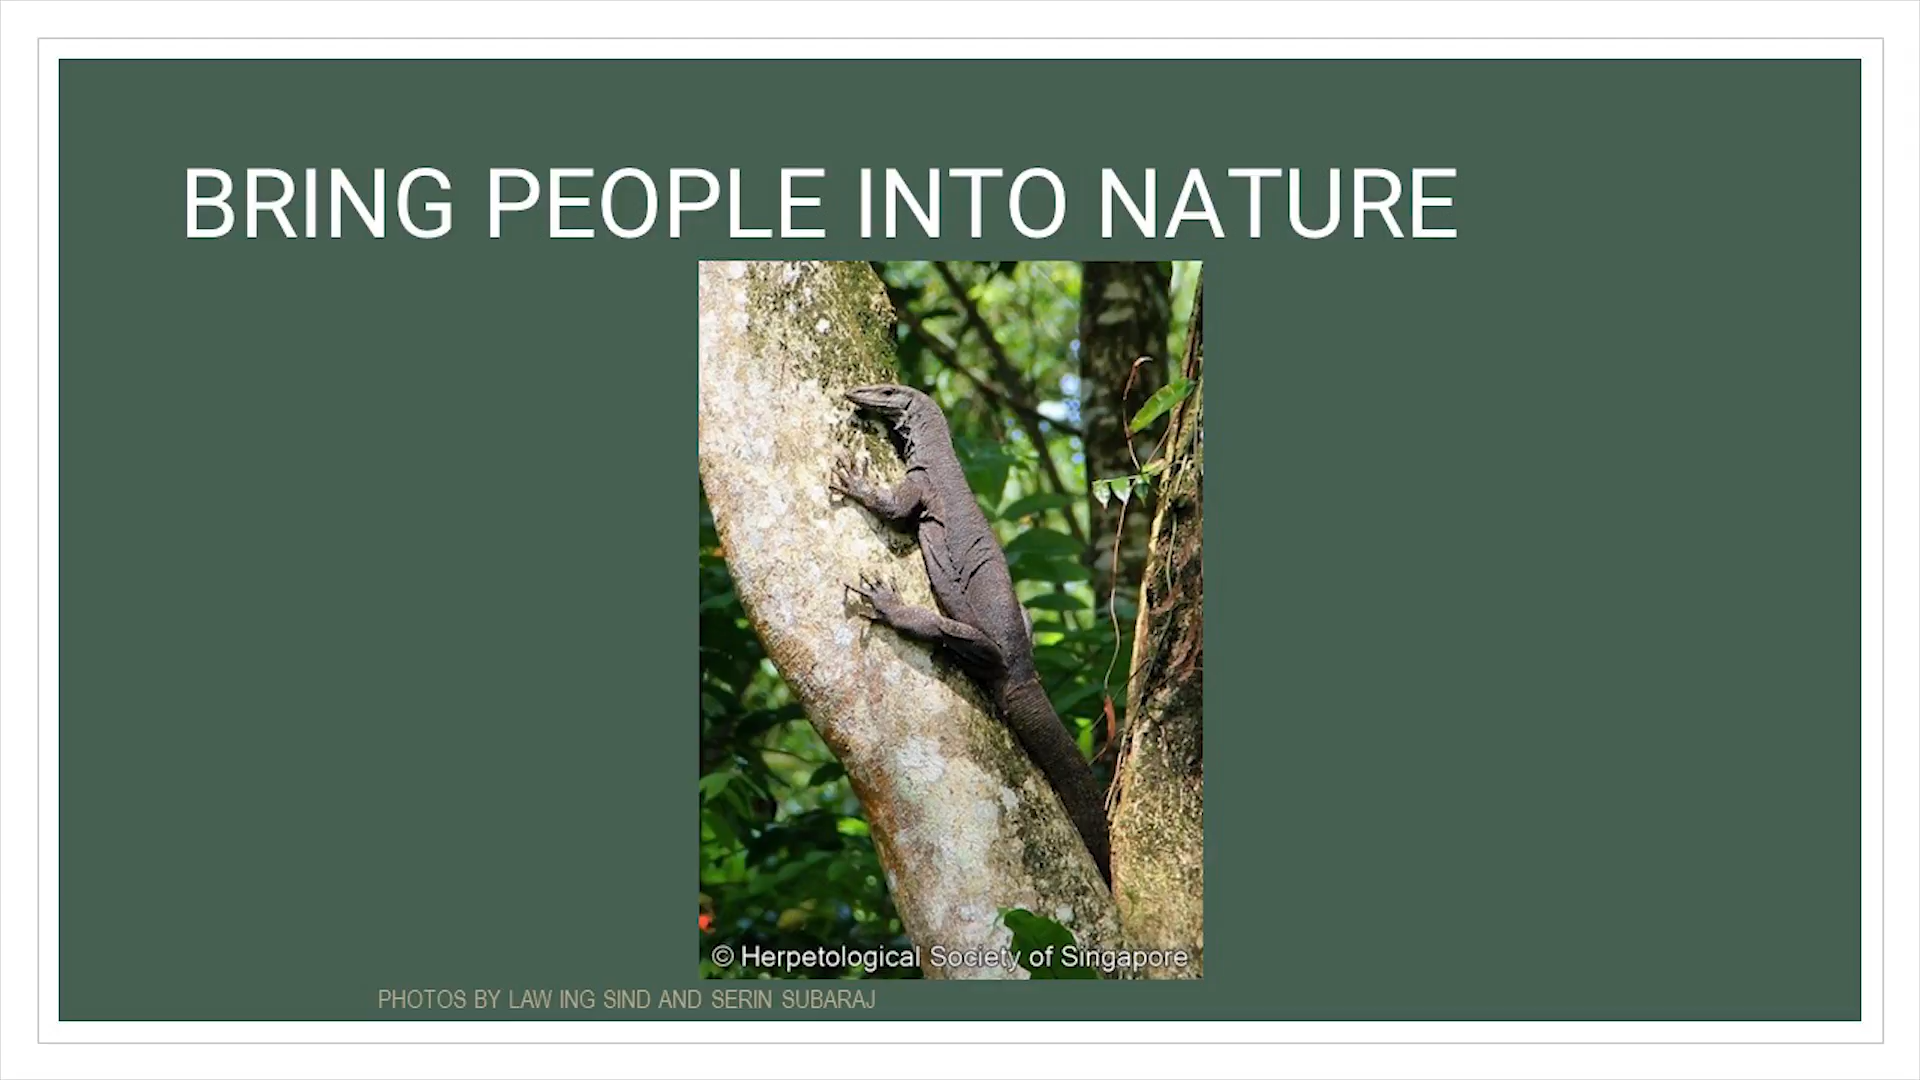 BRING PEOPLE INTO NATURE
© Herpetological Society of Singapore
PHOTOS BY LAW ING SIND AND SERIN SUBARAJ